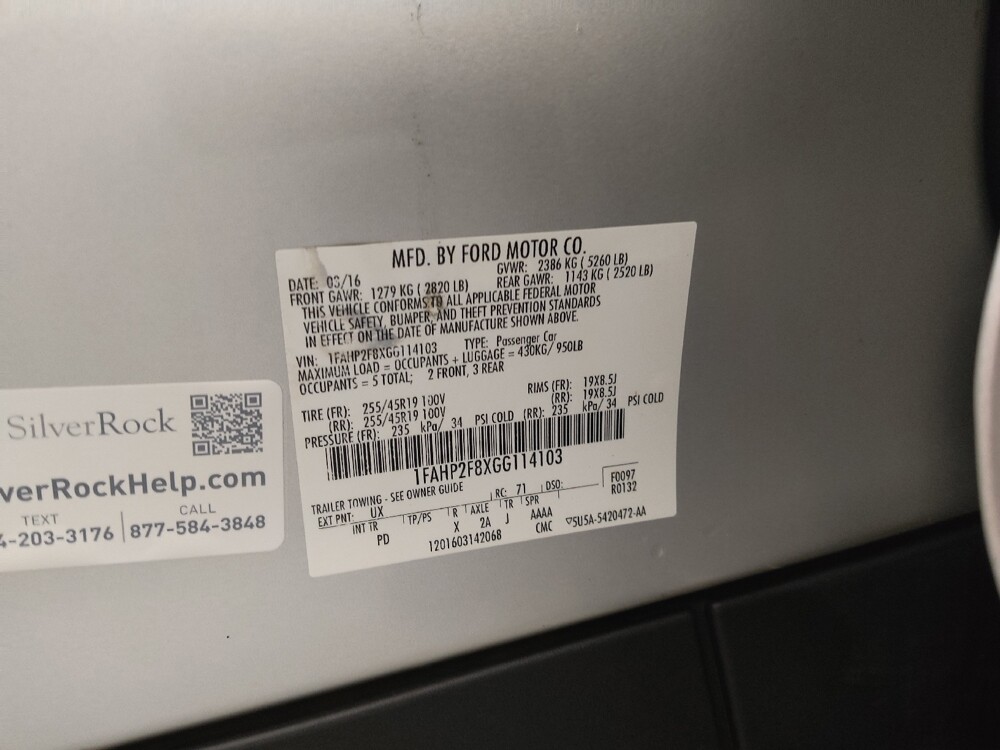 MFD. BY FORD MOTOR CO.
DATE: 03/16 GVWR: 2386 KG ( 5260 LB)
FRONT GAWR: 1279 KG ( 2820 LB) REAR GAWR: 1143 KG ( 2520 LB)
THIS VEHICLE CONFORMS TO ALL APPLICABLE FEDERAL MOTOR
VEHICLE SAFETY, BUMPER, AND THEFT PREVENTION STANDARDS
IN EFFECT ON THE DATE OF MANUFACTURE SHOWN ABOVE.
VIN: 1FAHP2F8XGG114103 TYPE: Passenger Car
MAXIMUM LOAD = OCCUPANTS + LUGGAGE = 430KG/ 950LB
OCCUPANTS = 5 TOTAL; 2 FRONT, 3 REAR
TIRE (FR): 255/45R19 100V RIMS (FR): 19X8.5J
(RR): 255/45R19 100V (RR): 19X8.5J
PRESSURE (FR): 235 kPa/ 34 PSI COLD (RR): 235 kPa/ 34 PSI COLD
1FAHP2F8XGG114103
TRAILER TOWING - SEE OWNER GUIDE
EXT PNT: UX RC: 71 DSO: F0097
R0132
INT TR TP/PS R AXLE TR SPR
PD X 2A J AAAA
CMC
1201603142068
5U5A-5420472-AA
SilverRock
verRockHelp.com
TEXT CALL
4-203-3176 877-584-3848